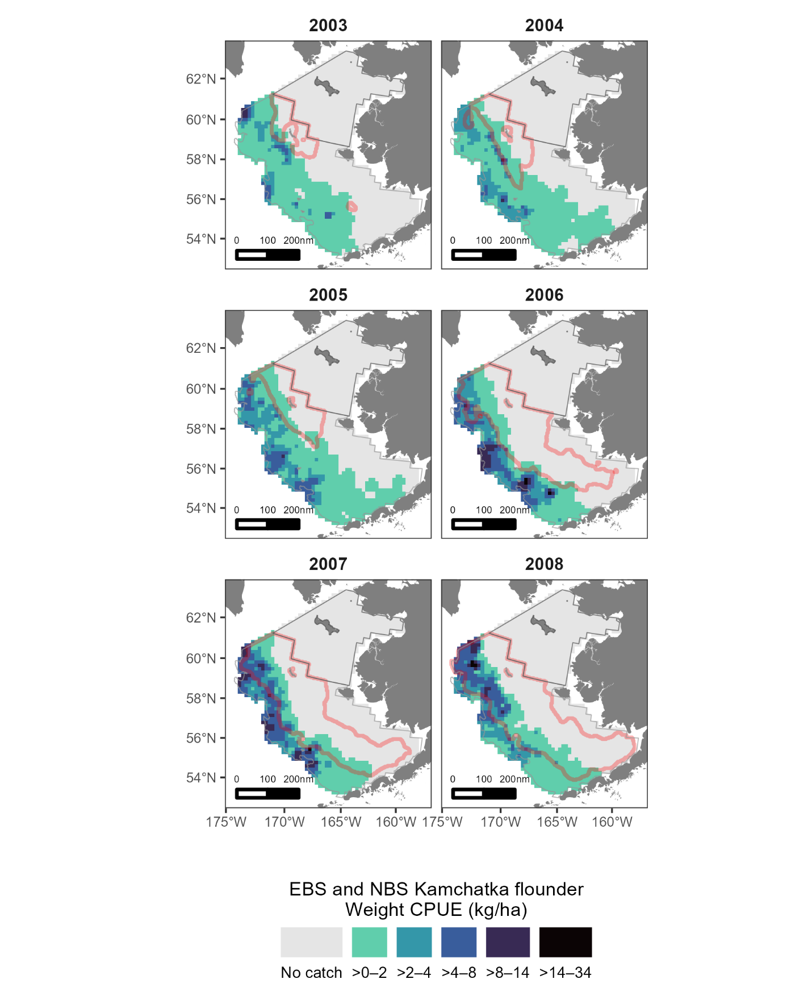 2003 2004
62°N
60°N
58°N
56°N
54°N
0 100 200nm 0 100 200nm
2005 2006
62°N
60°N
58°N
56°N
54°N
0 100 200nm 0 100 200nm
2007 2008
62°N
60°N
58°N
56°N
54°N
0 100 200nm 0 100 200nm
175°W 170°W 165°W 160°W 175°W 170°W 165°W 160°W
EBS and NBS Kamchatka flounder
Weight CPUE (kg/ha)
No catch >0–2 >2–4 >4–8 >8–14 >14–34